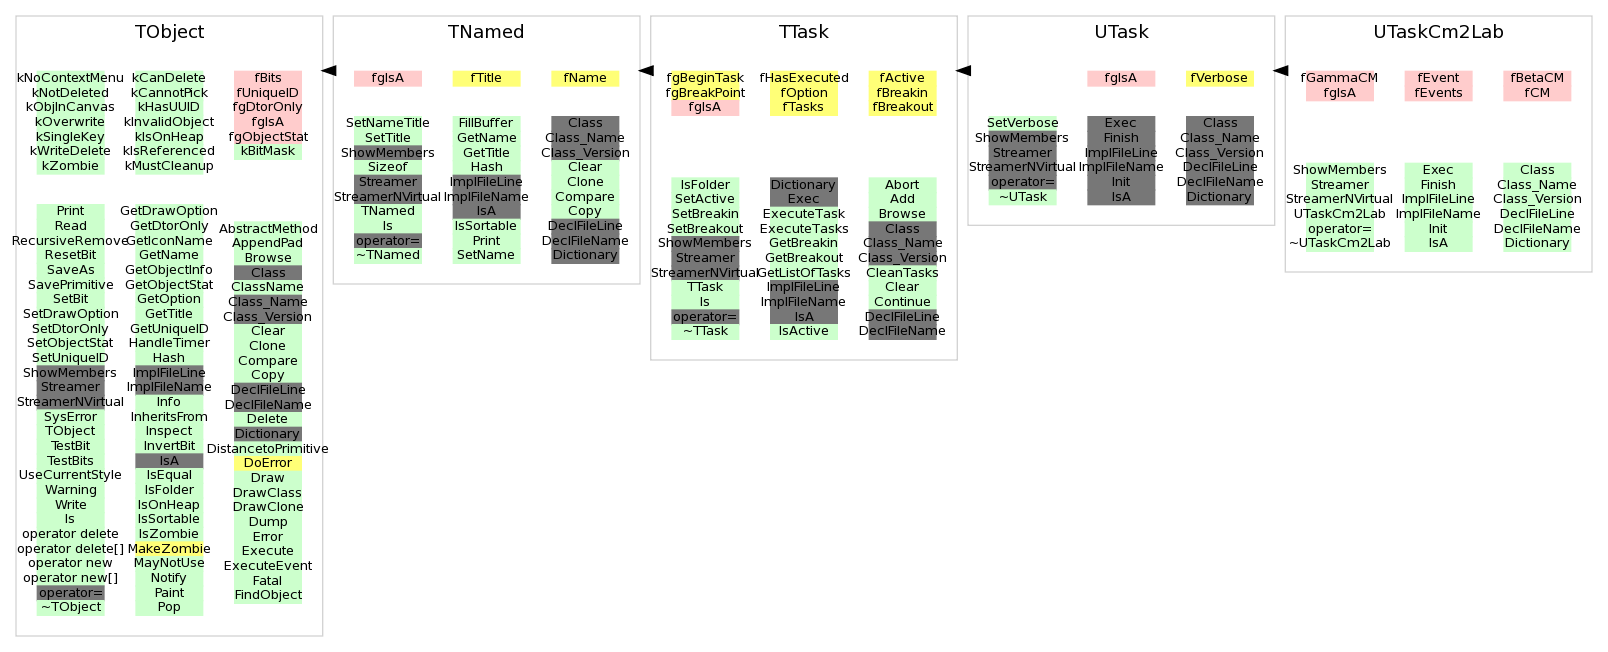 TObject
kNoContextMenu kCanDelete fBits
kNotDeleted kCannotPick fUniqueID
kObjInCanvas kHasUUID fgDtorOnly
kOverwrite kInvalidObject fgIsA
kSingleKey kIsOnHeap fgObjectStat
kWriteDelete kIsReferenced kBitMask
kZombie kMustCleanup
Print GetDrawOption
Read GetDtorOnly AbstractMethod
RecursiveRemove GetIconName AppendPad
ResetBit GetName Browse
SaveAs GetObjectInfo Class
SavePrimitive GetObjectStat ClassName
SetBit GetOption Class_Name
SetDrawOption GetTitle Class_Version
SetDtorOnly GetUniqueID Clear
SetObjectStat HandleTimer Clone
SetUniqueID Hash Compare
ShowMembers ImplFileLine Copy
Streamer ImplFileName DeclFileLine
StreamerNVirtual Info DeclFileName
SysError InheritsFrom Delete
TObject Inspect Dictionary
TestBit InvertBit DistancetoPrimitive
TestBits IsA DoError
UseCurrentStyle IsEqual Draw
Warning IsFolder DrawClass
Write IsOnHeap DrawClone
ls IsSortable Dump
operator delete IsZombie Error
operator delete[] MakeZombie Execute
operator new MayNotUse ExecuteEvent
operator new[] Notify Fatal
operator= Paint FindObject
~TObject Pop
TNamed
fgIsA fTitle fName
SetNameTitle FillBuffer Class
SetTitle GetName Class_Name
ShowMembers GetTitle Class_Version
Sizeof Hash Clear
Streamer ImplFileLine Clone
StreamerNVirtual ImplFileName Compare
TNamed IsA Copy
ls IsSortable DeclFileLine
operator= Print DeclFileName
~TNamed SetName Dictionary
TTask
fgBeginTask fHasExecuted fActive
fgBreakPoint fOption fBreakin
fgIsA fTasks fBreakout
IsFolder Dictionary Abort
SetActive Exec Add
SetBreakin ExecuteTask Browse
SetBreakout ExecuteTasks Class
ShowMembers GetBreakin Class_Name
Streamer GetBreakout Class_Version
StreamerNVirtual GetListOfTasks CleanTasks
TTask ImplFileLine Clear
ls ImplFileName Continue
operator= IsA DeclFileLine
~TTask IsActive DeclFileName
UTask
fgIsA fVerbose
SetVerbose Exec Class
ShowMembers Finish Class_Name
Streamer ImplFileLine Class_Version
StreamerNVirtual ImplFileName DeclFileLine
operator= Init DeclFileName
~UTask IsA Dictionary
UTaskCm2Lab
fGammaCM fEvent fBetaCM
fgIsA fEvents fCM
ShowMembers Exec Class
Streamer Finish Class_Name
StreamerNVirtual ImplFileLine Class_Version
UTaskCm2Lab ImplFileName DeclFileLine
operator= Init DeclFileName
~UTaskCm2Lab IsA Dictionary